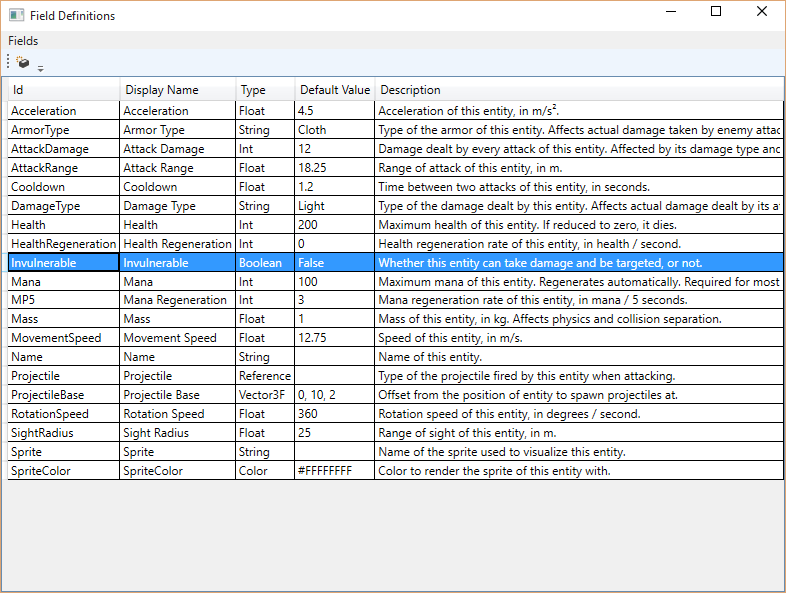 Field Definitions
Fields
Id Display Name Type Default Value Description
Acceleration Acceleration Float 4.5 Acceleration of this entity, in m/s².
ArmorType Armor Type String Cloth Type of the armor of this entity. Affects actual damage taken by enemy attac
AttackDamage Attack Damage Int 12 Damage dealt by every attack of this entity. Affected by its damage type and
AttackRange Attack Range Float 18.25 Range of attack of this entity, in m.
Cooldown Cooldown Float 1.2 Time between two attacks of this entity, in seconds.
DamageType Damage Type String Light Type of the damage dealt by this entity. Affects actual damage dealt by its a
Health Health Int 200 Maximum health of this entity. If reduced to zero, it dies.
HealthRegeneration Health Regeneration Int 0 Health regeneration rate of this entity, in health / second.
Invulnerable Invulnerable Boolean False Whether this entity can take damage and be targeted, or not.
Mana Mana Int 100 Maximum mana of this entity. Regenerates automatically. Required for most
MP5 Mana Regeneration Int 3 Mana regeneration rate of this entity, in mana / 5 seconds.
Mass Mass Float 1 Mass of this entity, in kg. Affects physics and collision separation.
MovementSpeed Movement Speed Float 12.75 Speed of this entity, in m/s.
Name Name String Name of this entity.
Projectile Projectile Reference Type of the projectile fired by this entity when attacking.
ProjectileBase Projectile Base Vector3F 0, 10, 2 Offset from the position of entity to spawn projectiles at.
RotationSpeed Rotation Speed Float 360 Rotation speed of this entity, in degrees / second.
SightRadius Sight Radius Float 25 Range of sight of this entity, in m.
Sprite Sprite String Name of the sprite used to visualize this entity.
SpriteColor SpriteColor Color #FFFFFFFF Color to render the sprite of this entity with.